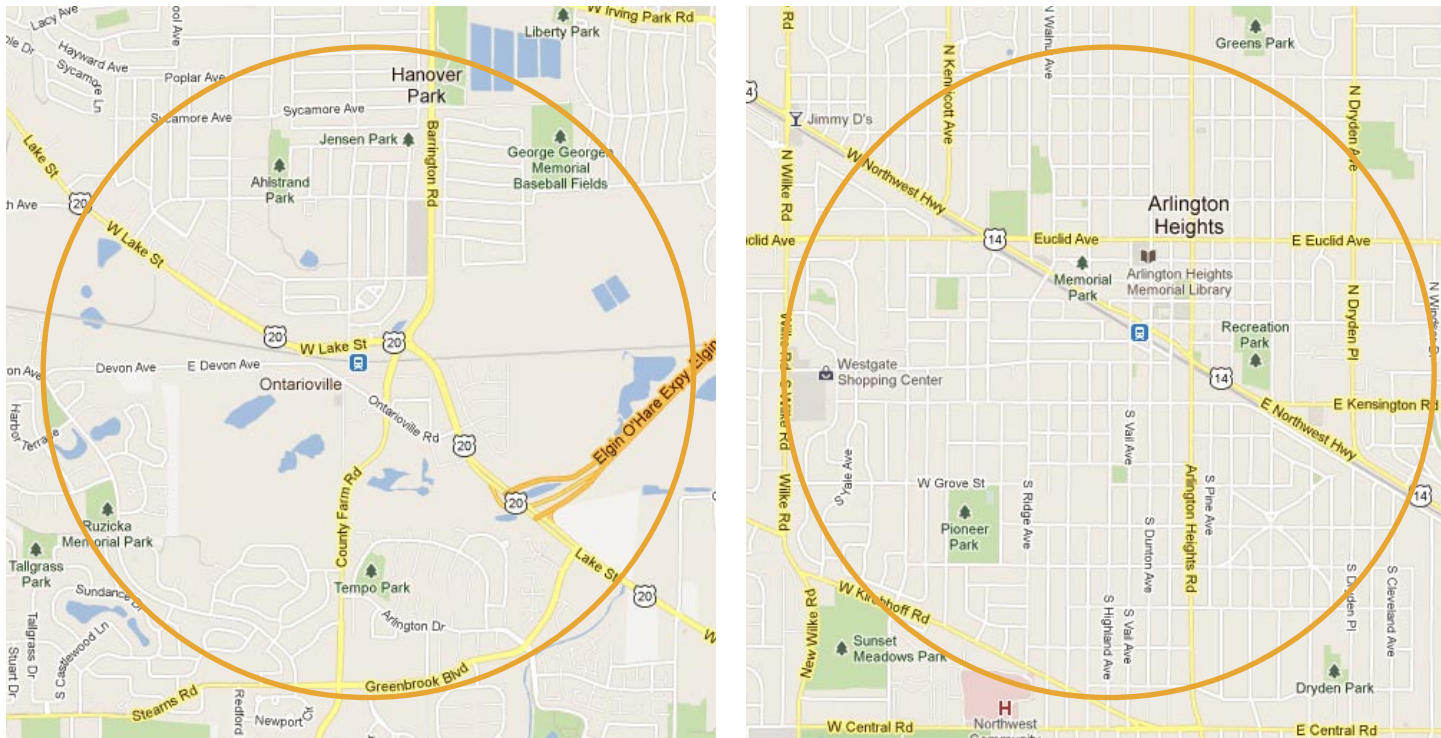 W Irving Park Rd
Liberty Park
Lacy Ave
Hayward Ave
Sycamore
Poplar Ave
Hanover
Park
Sycamore Ave
Sycamore Ave
Jensen Park
Barrington Rd
George Georgen
Memorial
Baseball Fields
Ahlstrand
Park
Lake St
20
W Lake St
20
W Lake St
20
Devon Ave
E Devon Ave
Ontarioville
Ontarioville Rd
Elgin O'Hare Expy
Elgin
Harbor Terrace
20
20
County Farm Rd
Ruzicka
Memorial Park
Tallgrass
Park
Tempo Park
Lake St
20
Sundance Dr
Arlington Dr
Tallgrass Dr
Stuart Dr
S Castlewood Ln
Greenbrook Blvd
Stearns Rd
Redford
Newport
W Irving Park Rd
N Wilke Rd
N Kennicott Ave
N Walnut Ave
Greens Park
N Dryden Ave
Jimmy D's
W Northwest Hwy
Arlington
Heights
Euclid Ave
14
Euclid Ave
E Euclid Ave
Memorial
Park
Arlington Heights
Memorial Library
N Dryden Pl
Recreation
Park
Westgate
Shopping Center
S Wilke Rd
14
E Kensington Rd
E Northwest Hwy
S Yale Ave
S Vail Ave
Arlington Heights Rd
S Pine Ave
W Grove St
S Ridge Ave
Pioneer
Park
14
S Dunton Ave
Wilke Rd
W Kirchhoff Rd
New Wilke Rd
S Highland Ave
S Vail Ave
S Dryden Pl
S Cleveland Ave
Sunset
Meadows Park
Dryden Park
H
Northwest
W Central Rd
E Central Rd